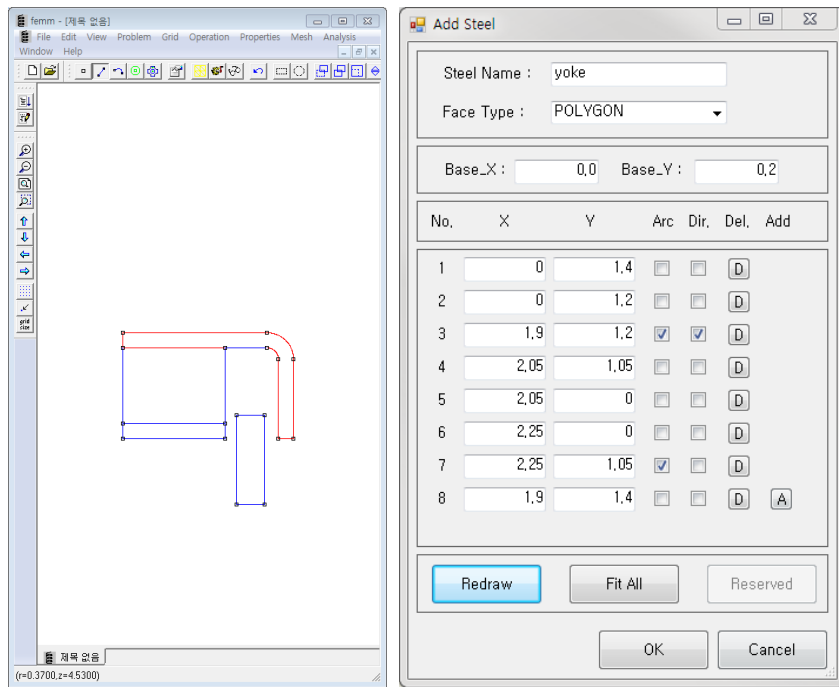 femm - [제목 없음]
File Edit View Problem Grid Operation Properties Mesh Analysis
Window Help
grid
size
제목 없음
(r=0.3700,z=4.5300)
Add Steel
Steel Name : yoke
Face Type : POLYGON
Base_X : 0.0 Base_Y : 0.2
No. X Y Arc Dir. Del. Add
1 0 1.4 D
2 0 1.2 D
3 1.9 1.2 D
4 2.05 1.05 D
5 2.05 0 D
6 2.25 0 D
7 2.25 1.05 D
8 1.9 1.4 D A
Redraw Fit All Reserved
OK Cancel